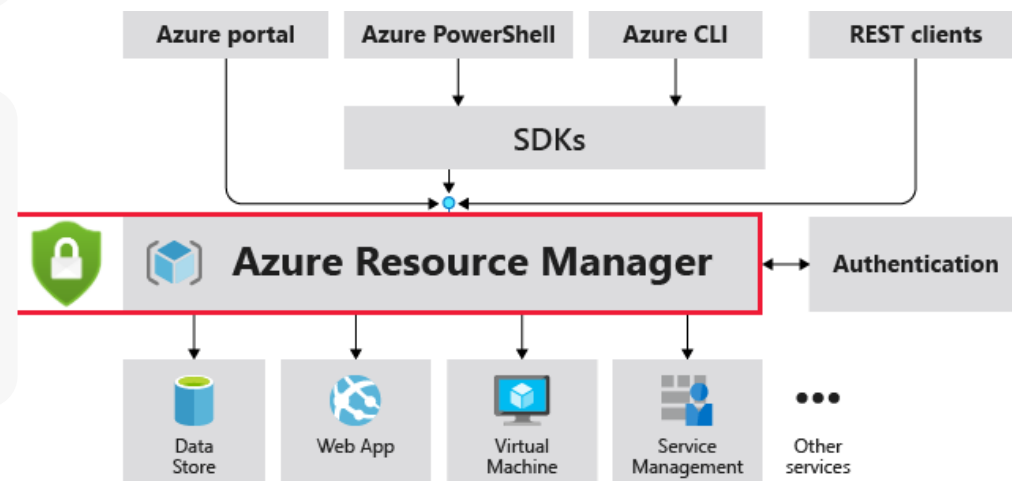 Azure portal
Azure PowerShell
Azure CLI
REST clients
SDKs
Azure Resource Manager
Authentication
Data
Store
Web App
Virtual
Machine
Service
Management
Other
services